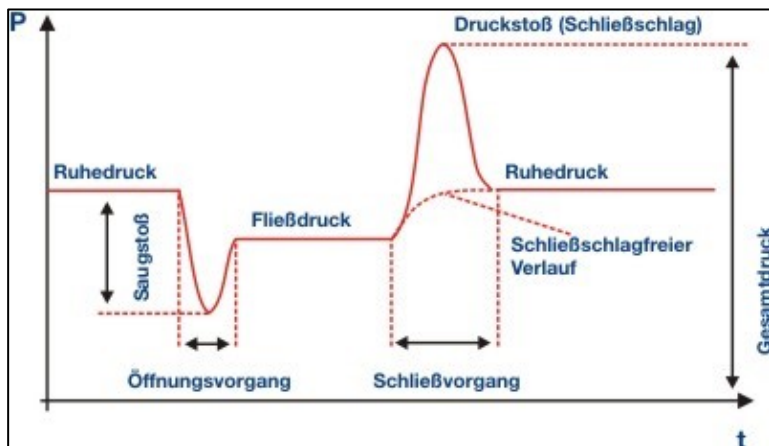 P
Druckstoß (Schließschlag)
Ruhedruck
Ruhedruck
Saugstoß
Fließdruck
Schließschlagfreier
Verlauf
Gesamtdruck
Öffnungsvorgang
Schließvorgang
t